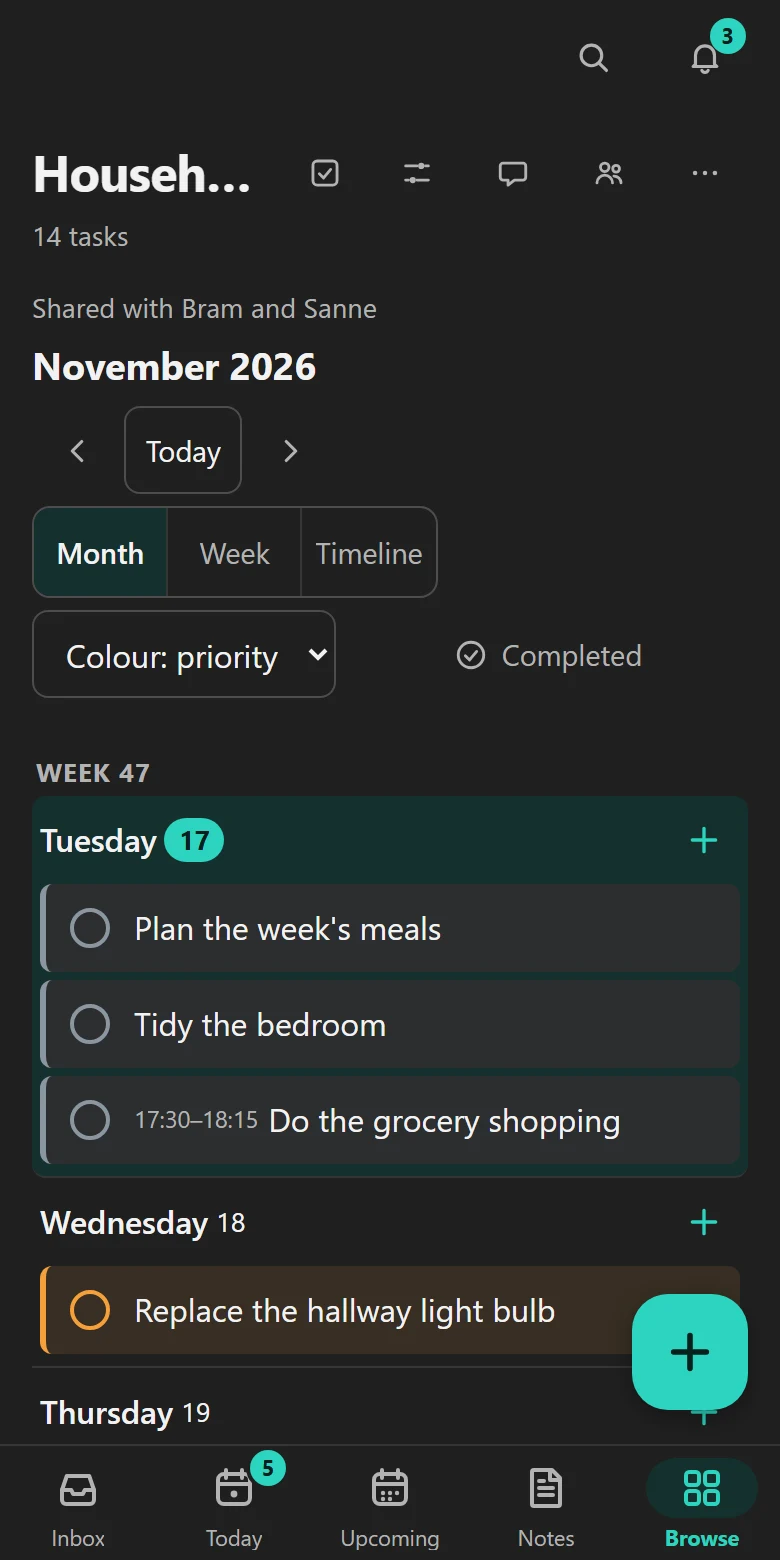 3
Househ...
14 tasks
Shared with Bram and Sanne
November 2026
Today
Month Week Timeline
Colour: priority Completed
WEEK 47
Tuesday 17
Plan the week's meals
Tidy the bedroom
17:30–18:15 Do the grocery shopping
Wednesday 18
Replace the hallway light bulb
Thursday 19
5
Inbox Today Upcoming Notes Browse